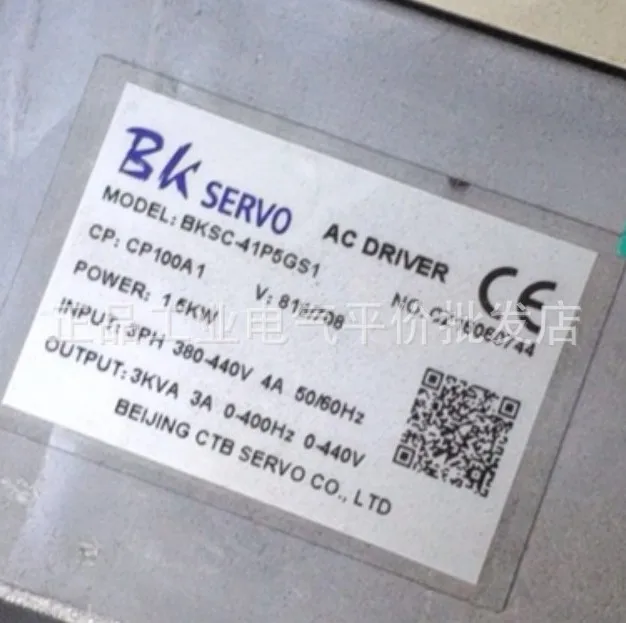 BK SERVO
AC DRIVER
CE
MODEL: BKSC-41P5GS1
CP: CP100A1
POWER: 1.5KW
INPUT: 3PH 380-440V 4A 50/60Hz
OUTPUT: 3KVA 3A 0-400Hz 0-440V
BEIJING CTB SERVO CO., LTD
正品工业电气平价批发店